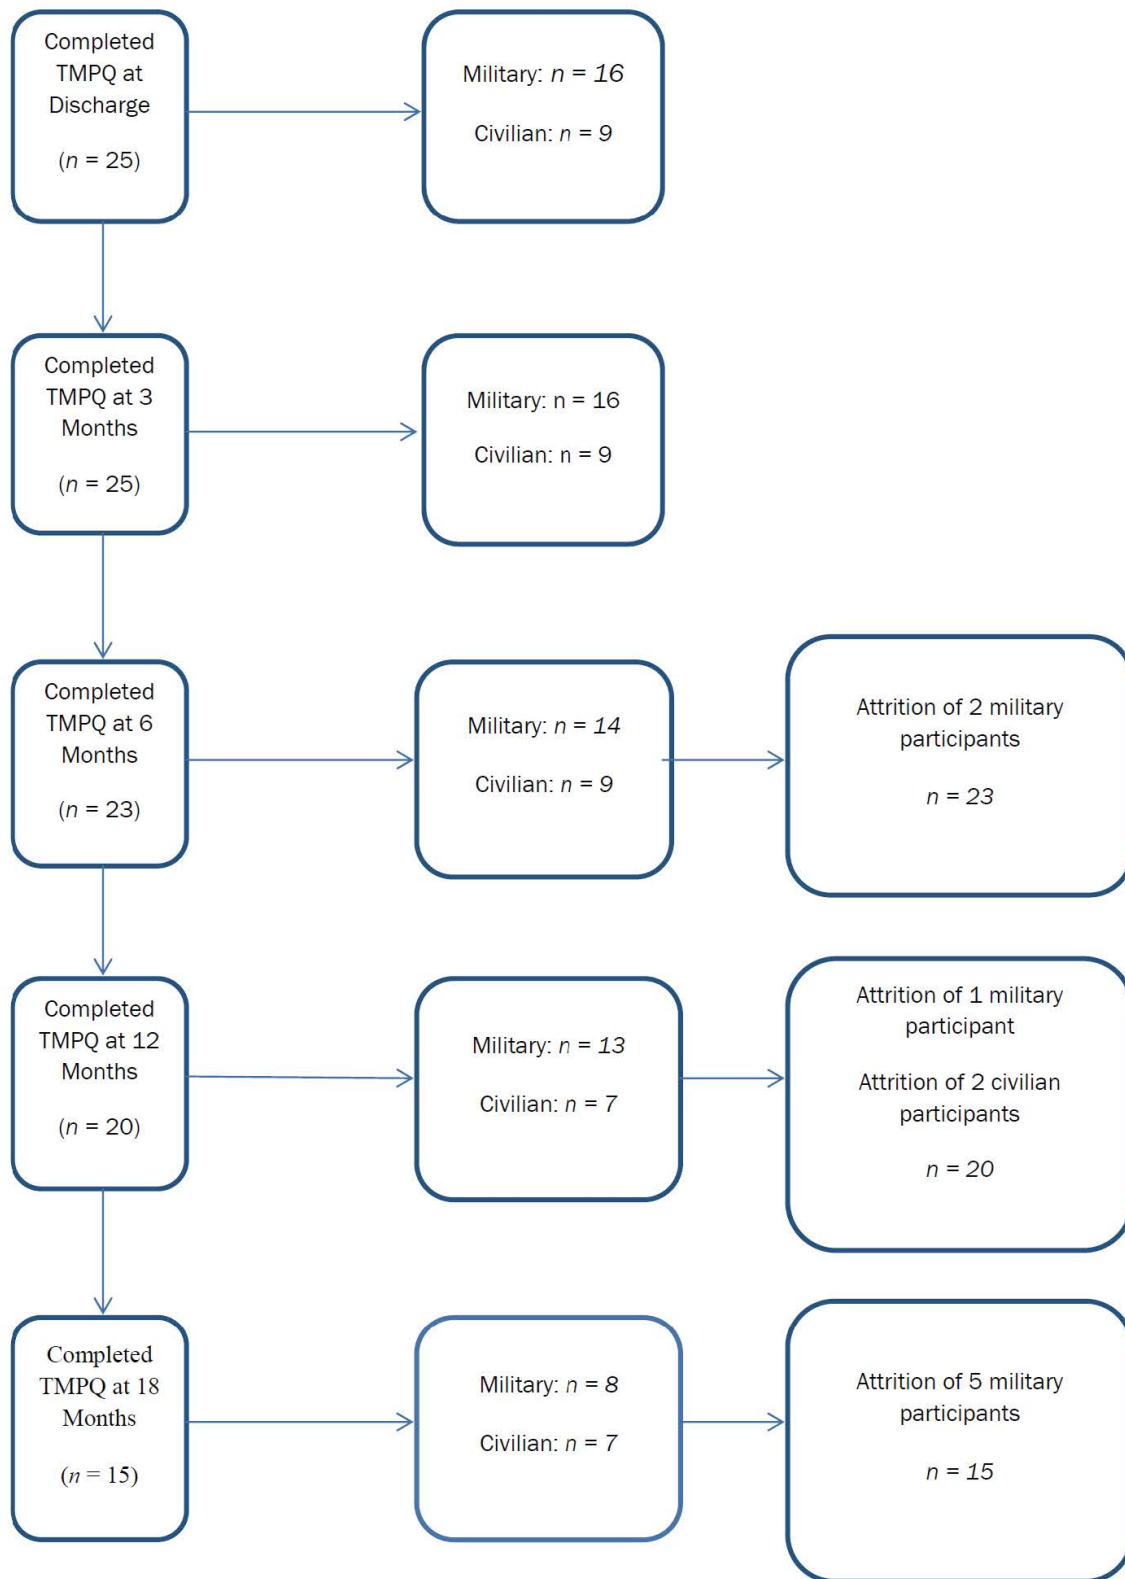 Completed
TMPQ at
Discharge
(n = 25)
Military: n = 16
Civilian: n = 9
Completed
TMPQ at 3
Months
(n = 25)
Military: n = 16
Civilian: n = 9
Completed
TMPQ at 6
Months
(n = 23)
Military: n = 14
Civilian: n = 9
Attrition of 2 military
participants
n = 23
Completed
TMPQ at 12
Months
(n = 20)
Military: n = 13
Civilian: n = 7
Attrition of 1 military
participant
Attrition of 2 civilian
participants
n = 20
Completed
TMPQ at 18
Months
(n = 15)
Military: n = 8
Civilian: n = 7
Attrition of 5 military
participants
n = 15